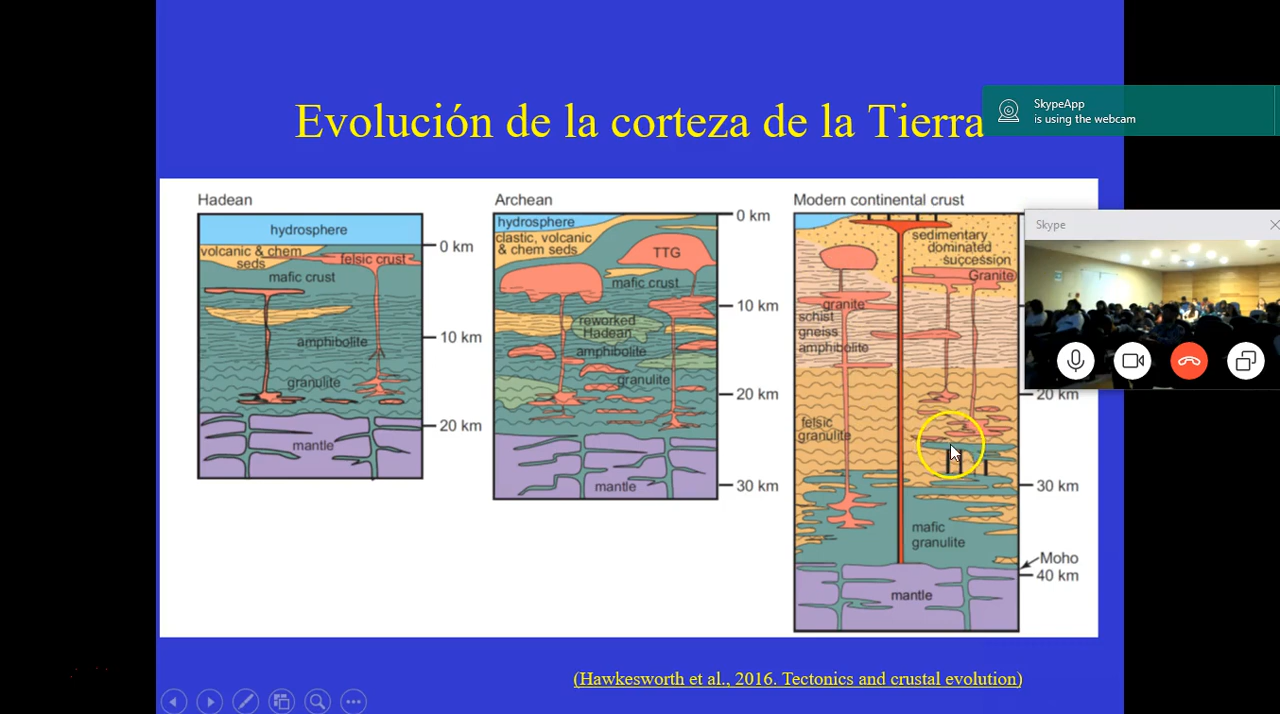 Evolución de la corteza de la Tierra
SkypeApp
is using the webcam
Skype
Hadean
hydrosphere
0 km
volcanic & chem
seds
felsic crust
mafic crust
10 km
amphibolite
granulite
20 km
mantle
Archean
hydrosphere
0 km
clastic, volcanic
& chem seds
TTG
mafic crust
10 km
reworked
Hadean
amphibolite
granulite
20 km
mantle
30 km
Modern continental crust
sedimentary
dominated
succession
Granite
granite
schist
gneiss
amphibolite
20 km
felsic
granulite
30 km
mafic
granulite
Moho
40 km
mantle
(Hawkesworth et al., 2016. Tectonics and crustal evolution)